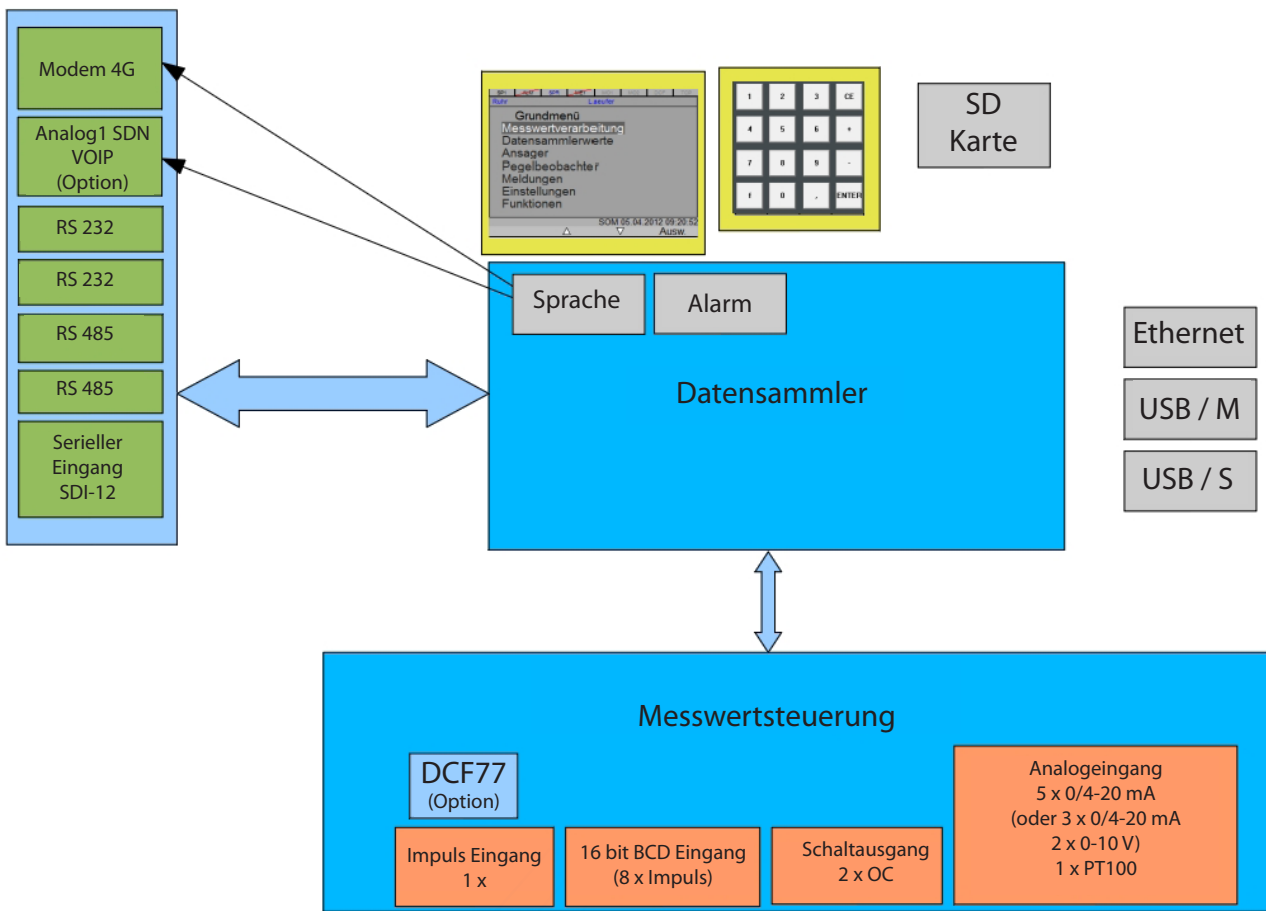 Modem 4G
Analog1 SDN
VOIP
(Option)
RS 232
RS 232
RS 485
RS 485
Serieller
Eingang
SDI-12
Ruhr Laeufer
Grundmenü
Messwertverarbeitung
Datensammlerwerte
Ansager
Pegelbeobachter
Meldungen
Einstellungen
Funktionen
SOM 05.04.2012 09:20:52
Ausw.
1 2 3 CE
4 5 6 +
7 8 9 -
f 0 , ENTER
SD
Karte
Sprache
Alarm
Datensammler
Ethernet
USB / M
USB / S
Messwertsteuerung
DCF77
(Option)
Impuls Eingang
1 x
16 bit BCD Eingang
(8 x Impuls)
Schaltausgang
2 x OC
Analogeingang
5 x 0/4-20 mA
(oder 3 x 0/4-20 mA
2 x 0-10 V)
1 x PT100